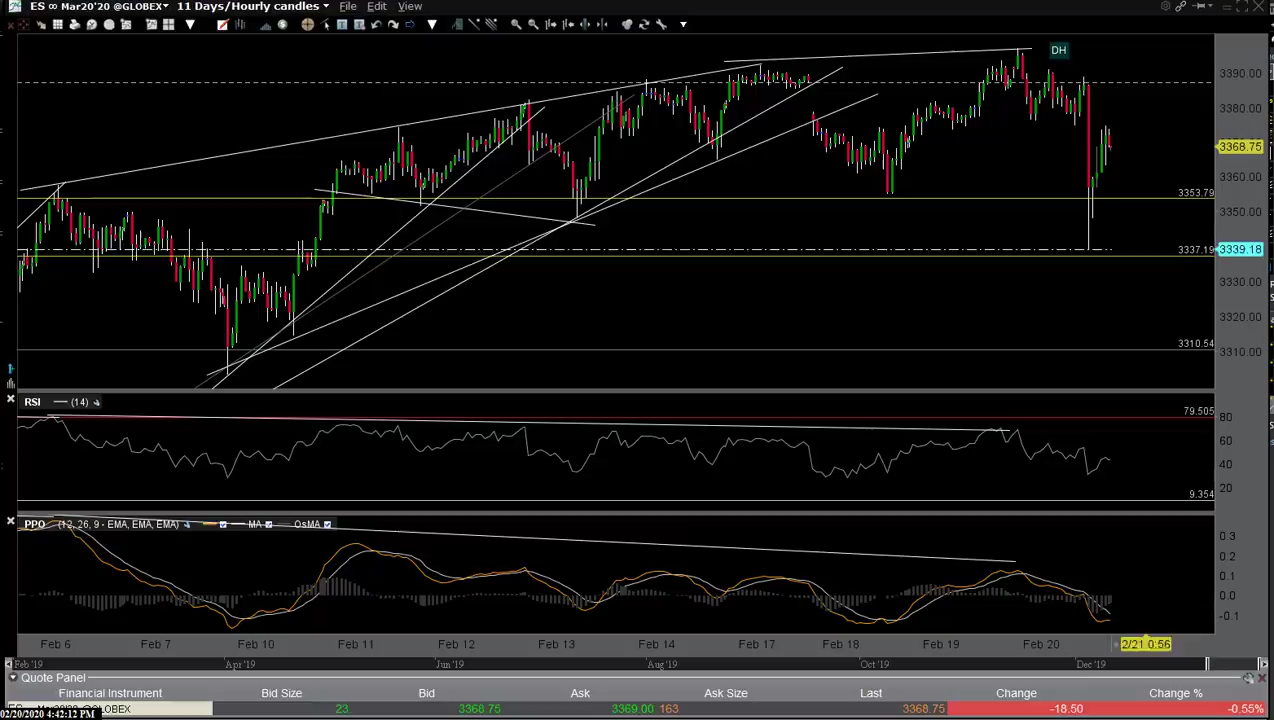 ES ∞ Mar20'20 @GLOBEX 11 Days/Hourly candles File Edit View
DH
3390.00
3380.00
3368.75
3360.00
3353.79
3350.00
3337.19 3339.18
3330.00
3320.00
3310.54
3310.00
RSI (14)
79.505
80
60
40
20
9.354
PPO (12, 26, 9 - EMA, EMA, EMA) MA OsMA
0.3
0.2
0.1
0.0
-0.1
Feb 6 Feb 7 Feb 10 Feb 11 Feb 12 Feb 13 Feb 14 Feb 17 Feb 18 Feb 19 Feb 20 2/21 0:56
Feb '19 Apr '19 Jun '19 Aug '19 Oct '19 Dec '19
Quote Panel
Financial Instrument Bid Size Bid Ask Ask Size Last Change Change %
@GLOBEX 23 3368.75 3369.00 163 3368.75 -18.50 -0.55%
02/20/2020 4:42:12 PM